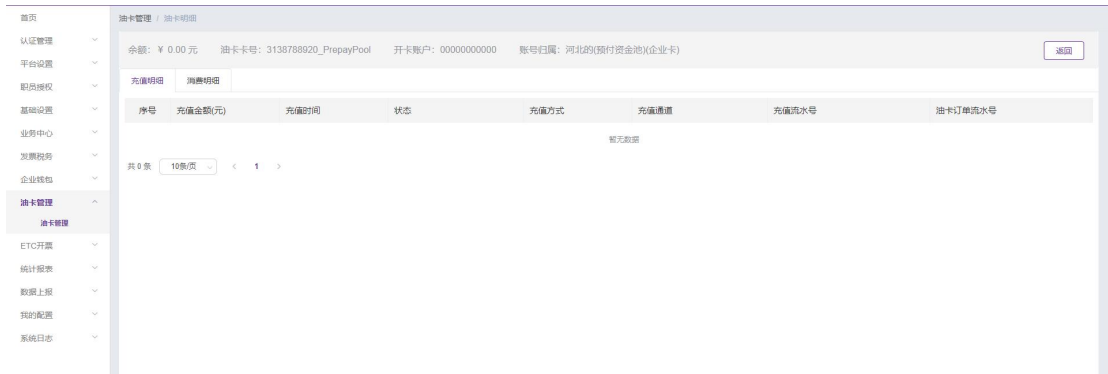 首页
认证管理
平台设置
职员授权
基础设置
业务中心
发票税务
企业钱包
油卡管理
油卡管理
ETC开票
统计报表
数据上报
我的配置
系统日志
油卡管理 / 油卡明细
余额: ¥ 0.00 元 油卡卡号: 3138788920_PrepayPool 开卡账户: 00000000000 账号归属: 河北的(预付资金池)(企业卡) 返回
充值明细 消费明细
序号 充值金额(元) 充值时间 状态 充值方式 充值通道 充值流水号 油卡订单流水号
暂无数据
共 0 条 10条/页 < 1 >